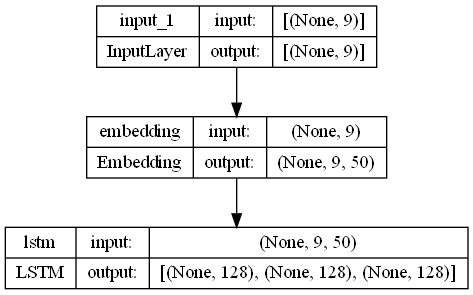 input_1 input: [(None, 9)]
InputLayer output: [(None, 9)]
embedding input: (None, 9)
Embedding output: (None, 9, 50)
lstm input: (None, 9, 50)
LSTM output: [(None, 128), (None, 128), (None, 128)]